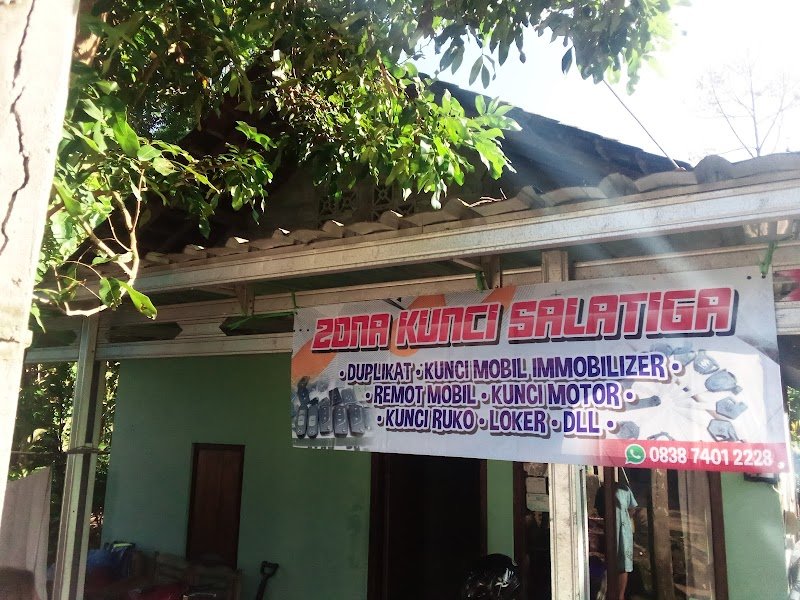 ZONA KUNCI SALATIGA
• DUPLIKAT • KUNCI MOBIL IMMOBILIZER •
• REMOT MOBIL • KUNCI MOTOR •
• KUNCI RUKO • LOKER • DLL •
0838 7401 2228